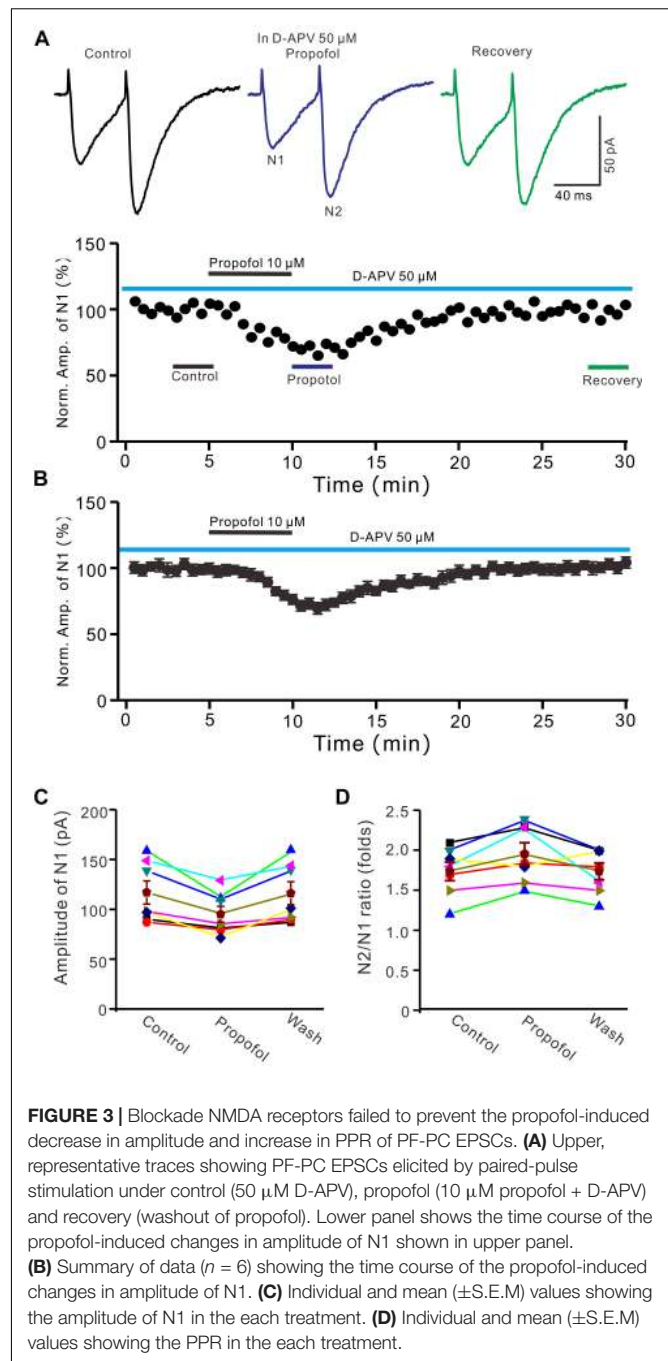 A
Control
In D-APV 50 μM
Propofol
Recovery
N1
N2
50 pA
40 ms
Norm. Amp. of N1 (%)
150
100
50
0
Propofol 10 μM
D-APV 50 μM
Control
Propotol
Recovery
0 5 10 15 20 25 30
Time (min)
B
Norm. Amp. of N1 (%)
150
100
50
0
Propofol 10 μM
D-APV 50 μM
0 5 10 15 20 25 30
Time (min)
C
Amplitude of N1 (pA)
200
150
100
50
0
Control
Propofol
Wash
D
N2/N1 ratio (folds)
2.5
2.0
1.5
1.0
0.5
0
Control
Propofol
Wash
FIGURE 3 | Blockade NMDA receptors failed to prevent the propofol-induced
decrease in amplitude and increase in PPR of PF-PC EPSCs. (A) Upper,
representative traces showing PF-PC EPSCs elicited by paired-pulse
stimulation under control (50 μM D-APV), propofol (10 μM propofol + D-APV)
and recovery (washout of propofol). Lower panel shows the time course of the
propofol-induced changes in amplitude of N1 shown in upper panel.
(B) Summary of data (n = 6) showing the time course of the propofol-induced
changes in amplitude of N1. (C) Individual and mean (±S.E.M) values showing
the amplitude of N1 in the each treatment. (D) Individual and mean (±S.E.M)
values showing the PPR in the each treatment.